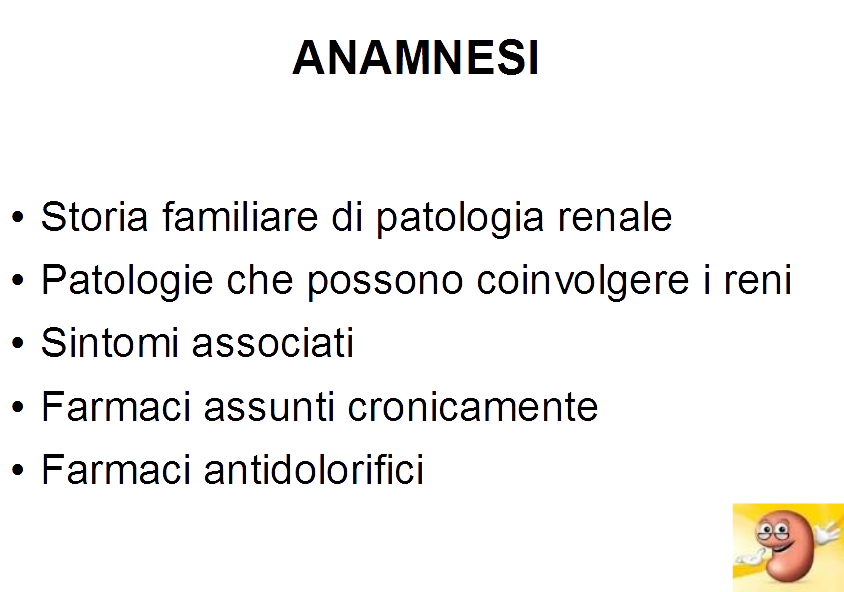 ANAMNESI
• Storia familiare di patologia renale
• Patologie che possono coinvolgere i reni
• Sintomi associati
• Farmaci assunti cronicamente
• Farmaci antidolorifici